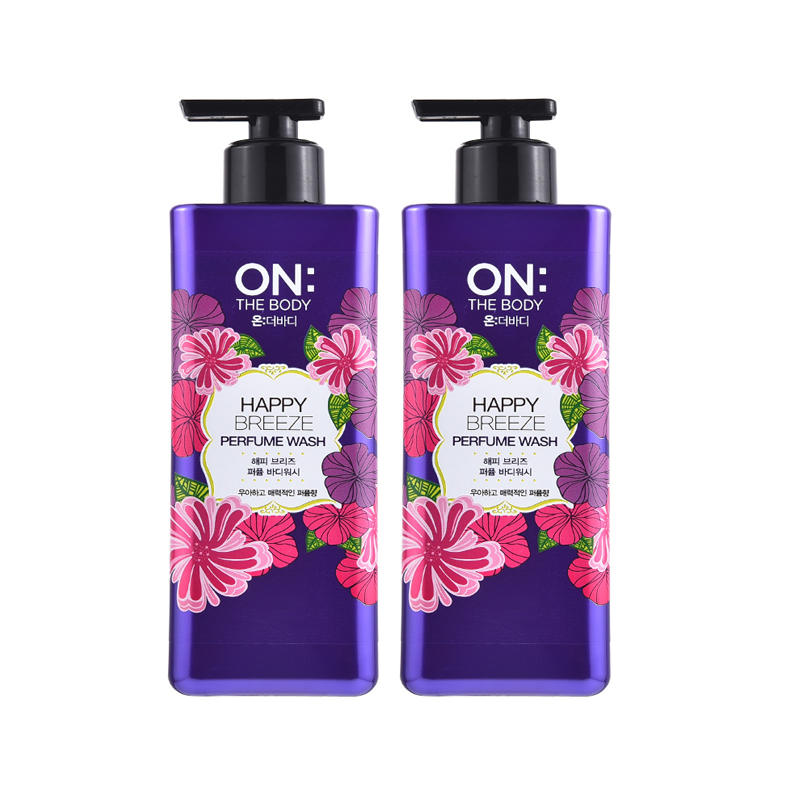 ON:
THE BODY
온:더바디
HAPPY
BREEZE
PERFUME WASH
해피 브리즈
퍼퓸 바디워시
우아하고 매력적인 퍼퓸향
ON:
THE BODY
온:더바디
HAPPY
BREEZE
PERFUME WASH
해피 브리즈
퍼퓸 바디워시
우아하고 매력적인 퍼퓸향